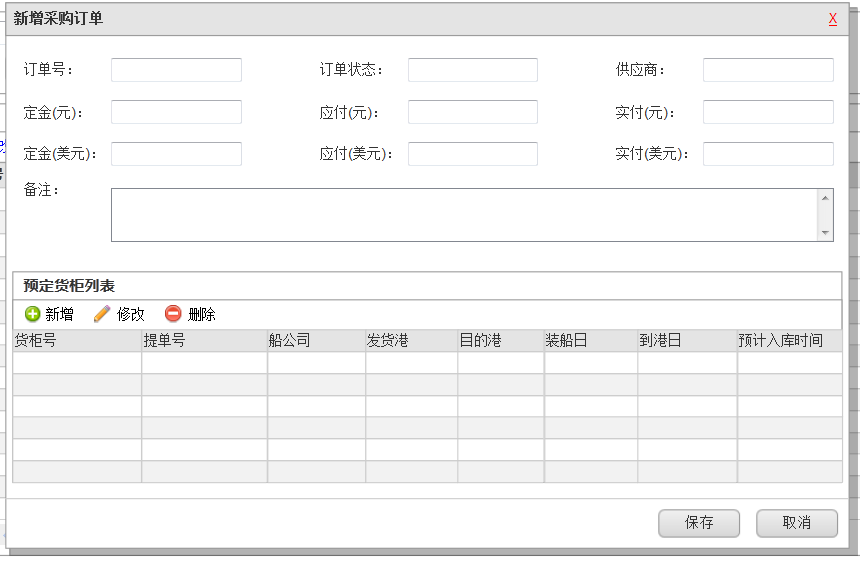 新增采购订单 X
订单号： 订单状态： 供应商：
定金(元)： 应付(元)： 实付(元)：
定金(美元)： 应付(美元)： 实付(美元)：
备注：
预定货柜列表
新增 修改 删除
货柜号 提单号 船公司 发货港 目的港 装船日 到港日 预计入库时间
保存 取消